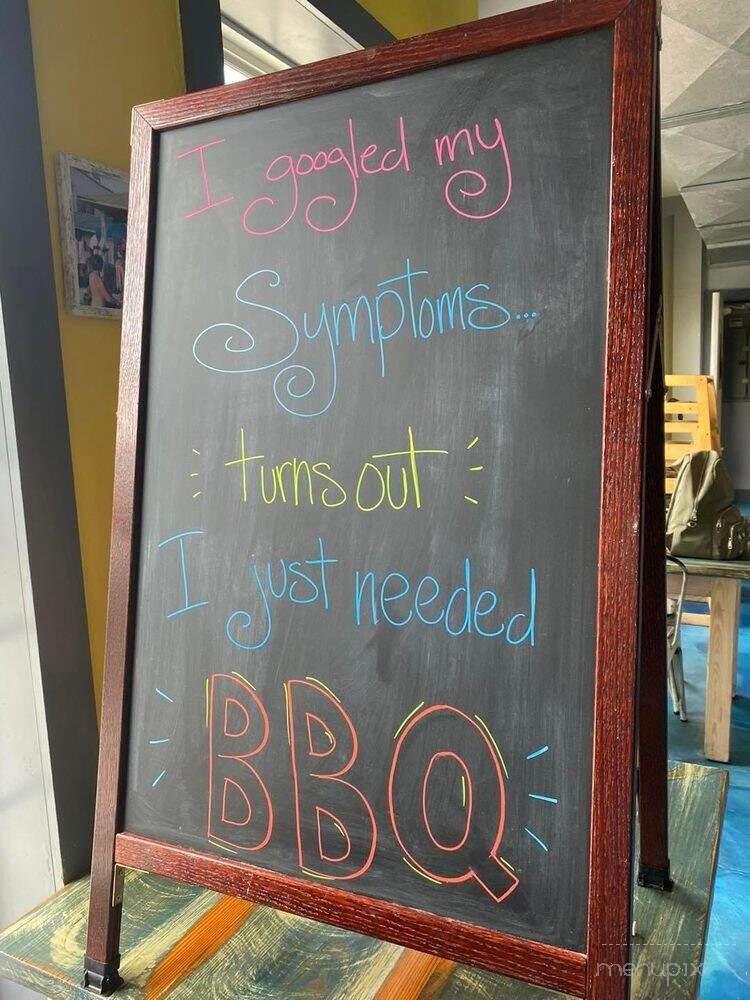 I googled my
Symptoms...
turns out
I just needed
BBQ
menupix